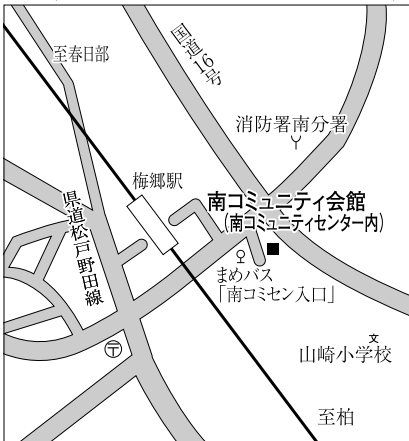 至春日部
国道16号
消防署南分署
梅郷駅
南コミュニティ会館
(南コミュニティセンター内)
県道松戸野田線
まめバス
「南コミセン入口」
〒
文
山崎小学校
至柏